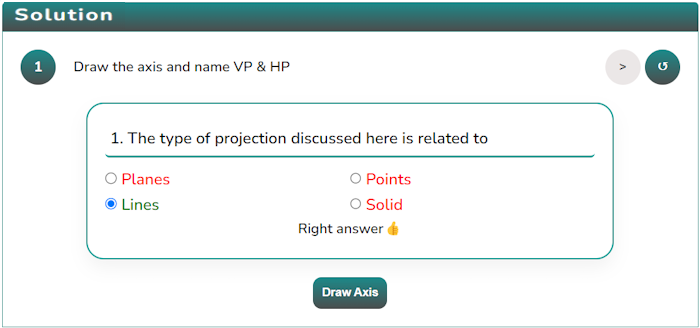 Solution
1 Draw the axis and name VP & HP > ↺
1. The type of projection discussed here is related to
Planes Points
Lines Solid
Right answer👍
Draw Axis